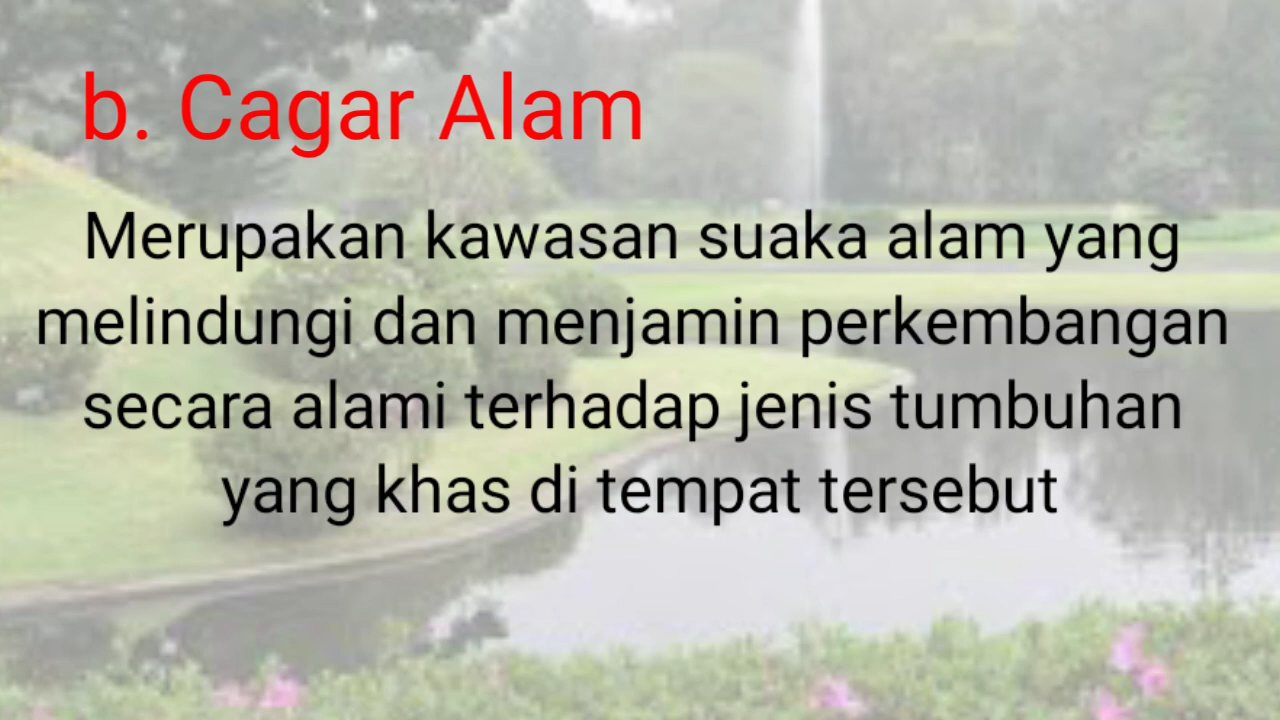 b. Cagar Alam
Merupakan kawasan suaka alam yang
melindungi dan menjamin perkembangan
secara alami terhadap jenis tumbuhan
yang khas di tempat tersebut